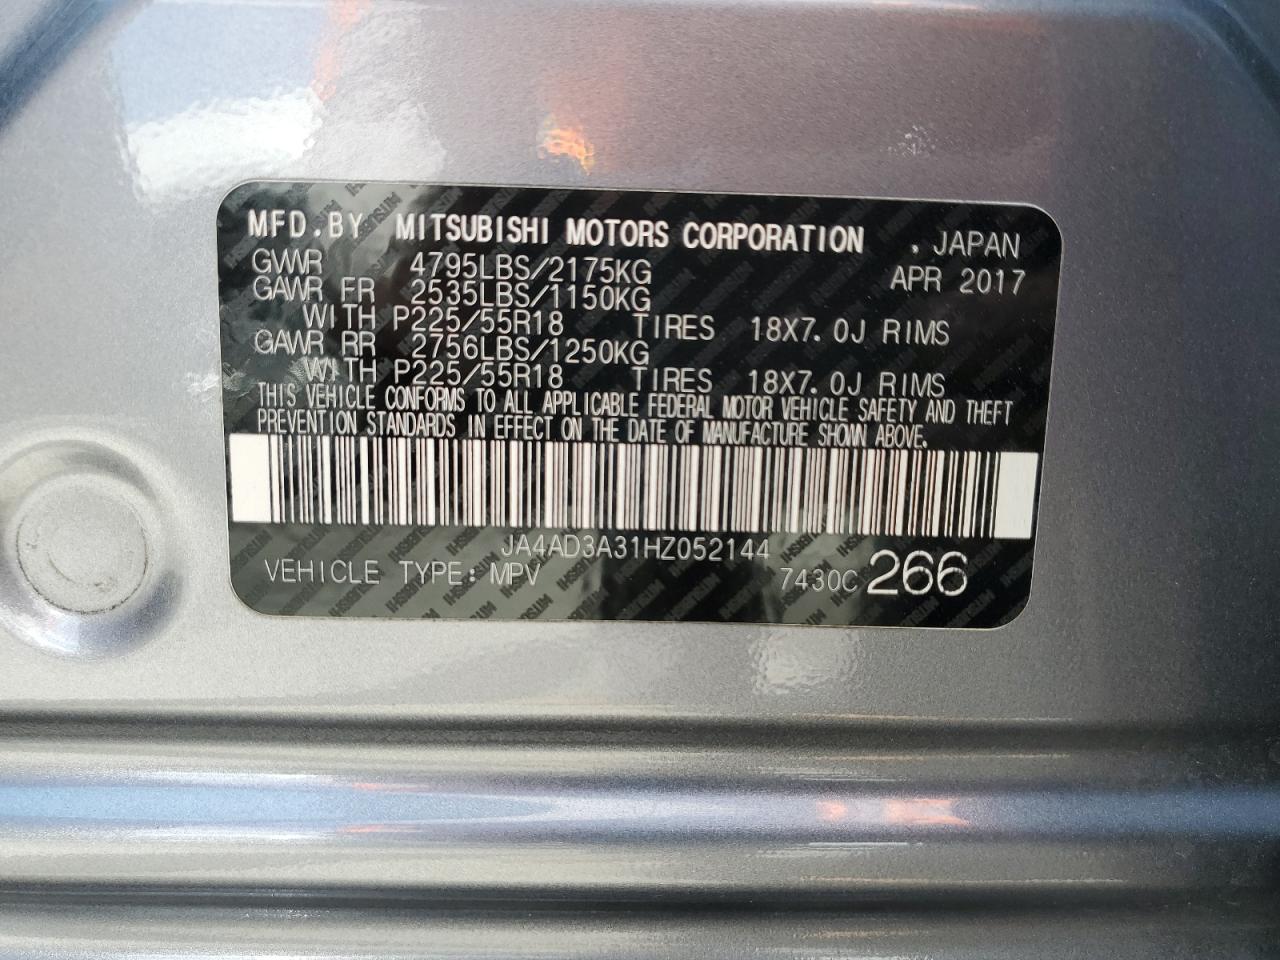 MFD.BY MITSUBISHI MOTORS CORPORATION , JAPAN
GVWR 4795LBS/2175KG APR 2017
GAWR FR 2535LBS/1150KG
WITH P225/55R18 TIRES 18X7.0J RIMS
GAWR RR 2756LBS/1250KG
WITH P225/55R18 TIRES 18X7.0J RIMS
THIS VEHICLE CONFORMS TO ALL APPLICABLE FEDERAL MOTOR VEHICLE SAFETY AND THEFT
PREVENTION STANDARDS IN EFFECT ON THE DATE OF MANUFACTURE SHOWN ABOVE.
JA4AD3A31HZ052144
VEHICLE TYPE: MPV 7430C 266